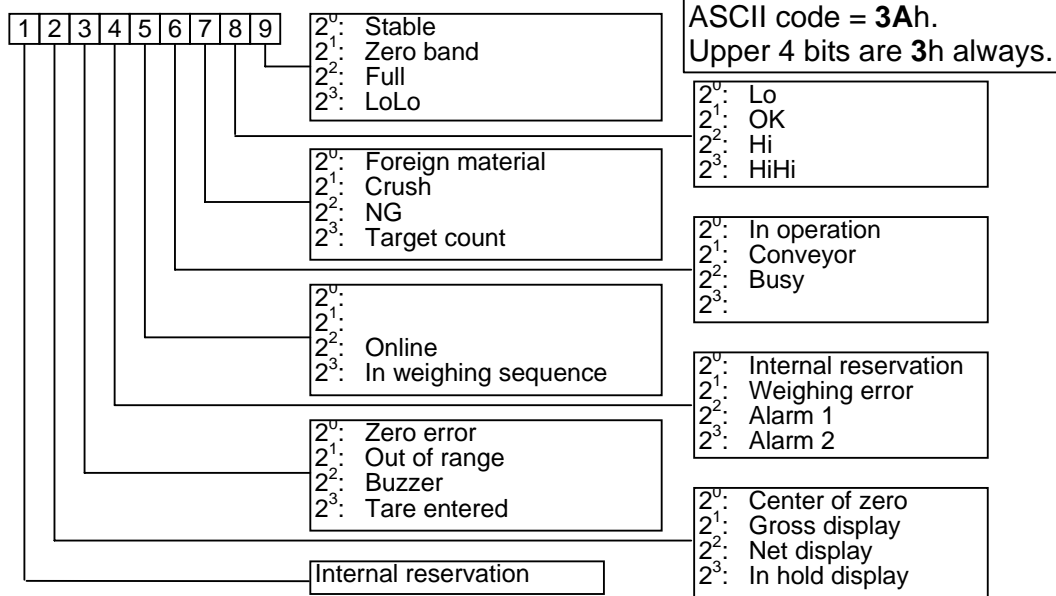 1 2 3 4 5 6 7 8 9
2⁰: Stable
2¹: Zero band
2²: Full
2³: LoLo
ASCII code = 3Ah.
Upper 4 bits are 3h always.
2⁰: Lo
2¹: OK
2²: Hi
2³: HiHi
2⁰: Foreign material
2¹: Crush
2²: NG
2³: Target count
2⁰: In operation
2¹: Conveyor
2²: Busy
2³:
2⁰:
2¹:
2²: Online
2³: In weighing sequence
2⁰: Internal reservation
2¹: Weighing error
2²: Alarm 1
2³: Alarm 2
2⁰: Zero error
2¹: Out of range
2²: Buzzer
2³: Tare entered
2⁰: Center of zero
2¹: Gross display
2²: Net display
2³: In hold display
Internal reservation